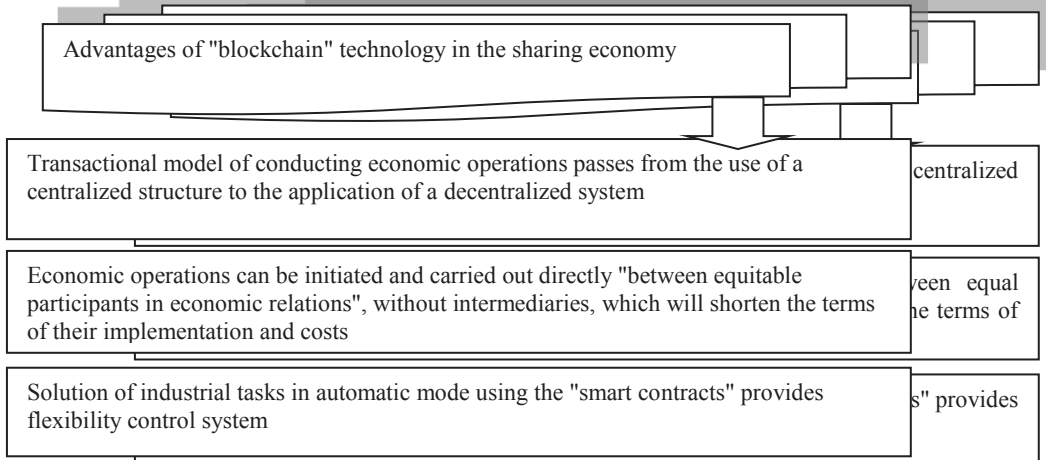 Advantages of "blockchain" technology in the sharing economy
Transactional model of conducting economic operations passes from the use of a
centralized structure to the application of a decentralized system
centralized
Economic operations can be initiated and carried out directly "between equitable
participants in economic relations", without intermediaries, which will shorten the terms
of their implementation and costs
equal
terms of
Solution of industrial tasks in automatic mode using the "smart contracts" provides
flexibility control system
provides